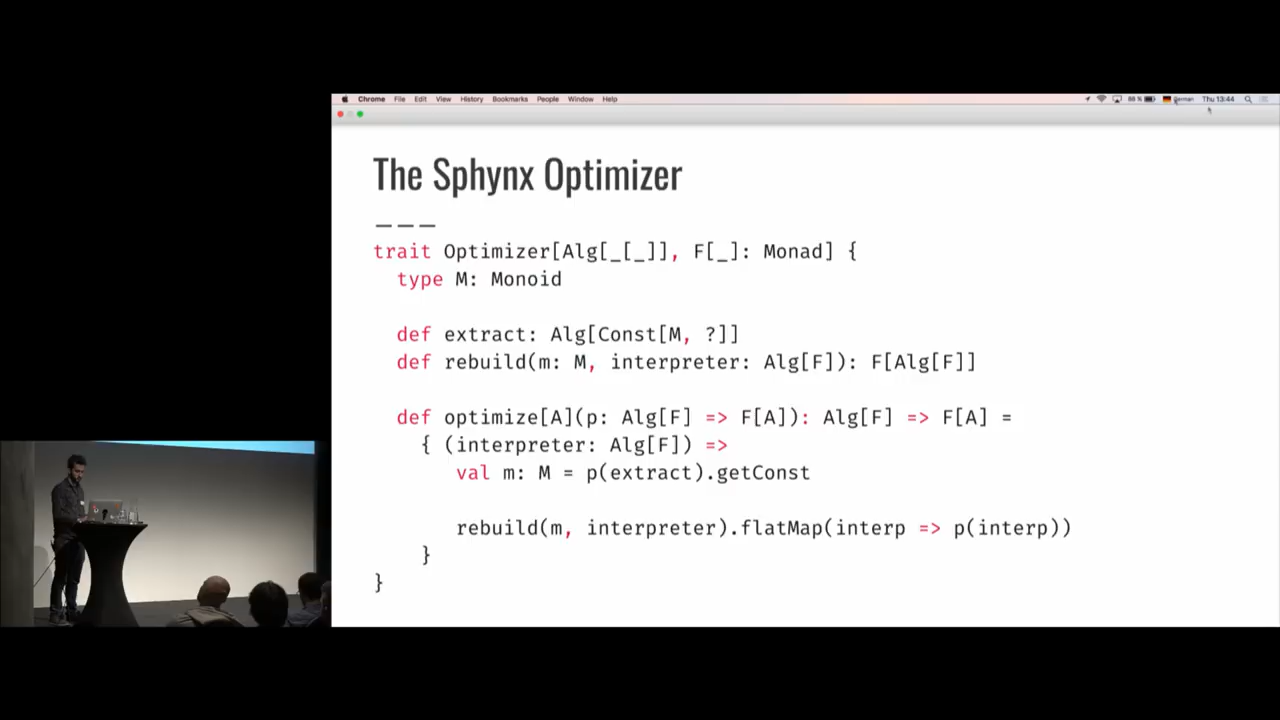 Chrome File Edit View History Bookmarks People Window Help
88 % German Thu 13:44
The Sphynx Optimizer
trait Optimizer[Alg[_[_]], F[_]: Monad] {
type M: Monoid
def extract: Alg[Const[M, ?]]
def rebuild(m: M, interpreter: Alg[F]): F[Alg[F]]
def optimize[A](p: Alg[F] => F[A]): Alg[F] => F[A] =
{ (interpreter: Alg[F]) =>
val m: M = p(extract).getConst
rebuild(m, interpreter).flatMap(interp => p(interp))
}
}